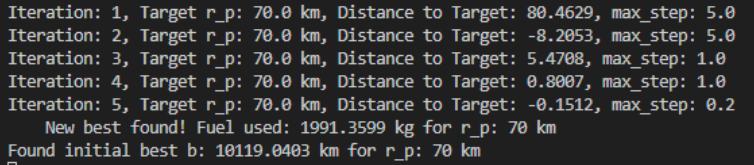 Iteration: 1, Target r_p: 70.0 km, Distance to Target: 80.4629, max_step: 5.0
Iteration: 2, Target r_p: 70.0 km, Distance to Target: -8.2053, max_step: 5.0
Iteration: 3, Target r_p: 70.0 km, Distance to Target: 5.4708, max_step: 1.0
Iteration: 4, Target r_p: 70.0 km, Distance to Target: 0.8007, max_step: 1.0
Iteration: 5, Target r_p: 70.0 km, Distance to Target: -0.1512, max_step: 0.2
    New best found! Fuel used: 1991.3599 kg for r_p: 70 km
Found initial best b: 10119.0403 km for r_p: 70 km